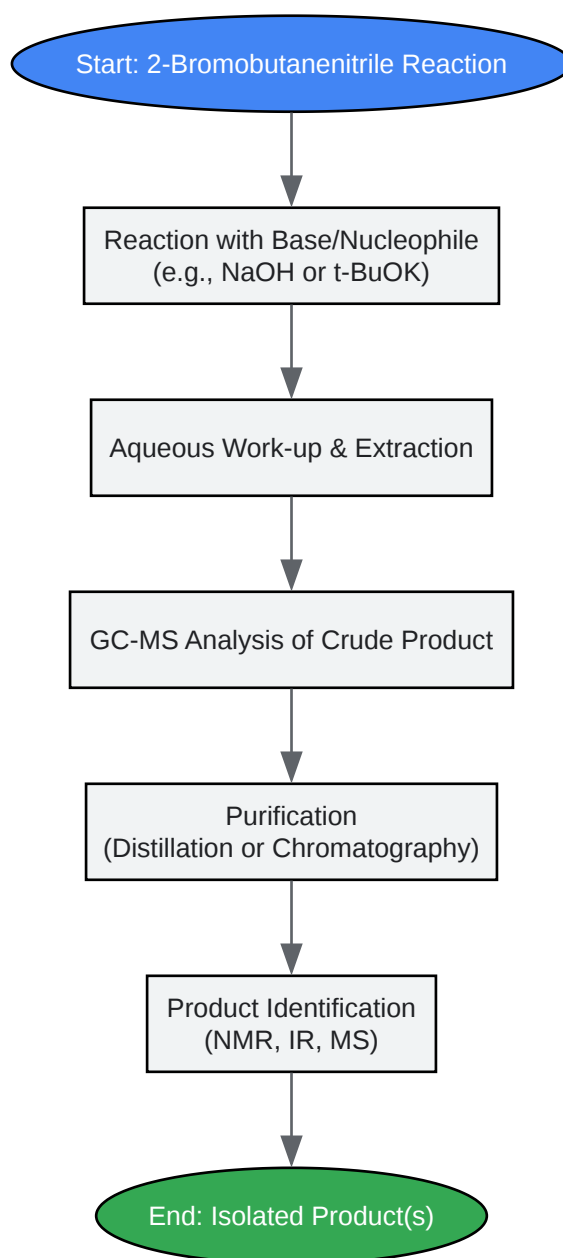 Start: 2-Bromobutanenitrile Reaction
Reaction with Base/Nucleophile
(e.g., NaOH or t-BuOK)
Aqueous Work-up & Extraction
GC-MS Analysis of Crude Product
Purification
(Distillation or Chromatography)
Product Identification
(NMR, IR, MS)
End: Isolated Product(s)